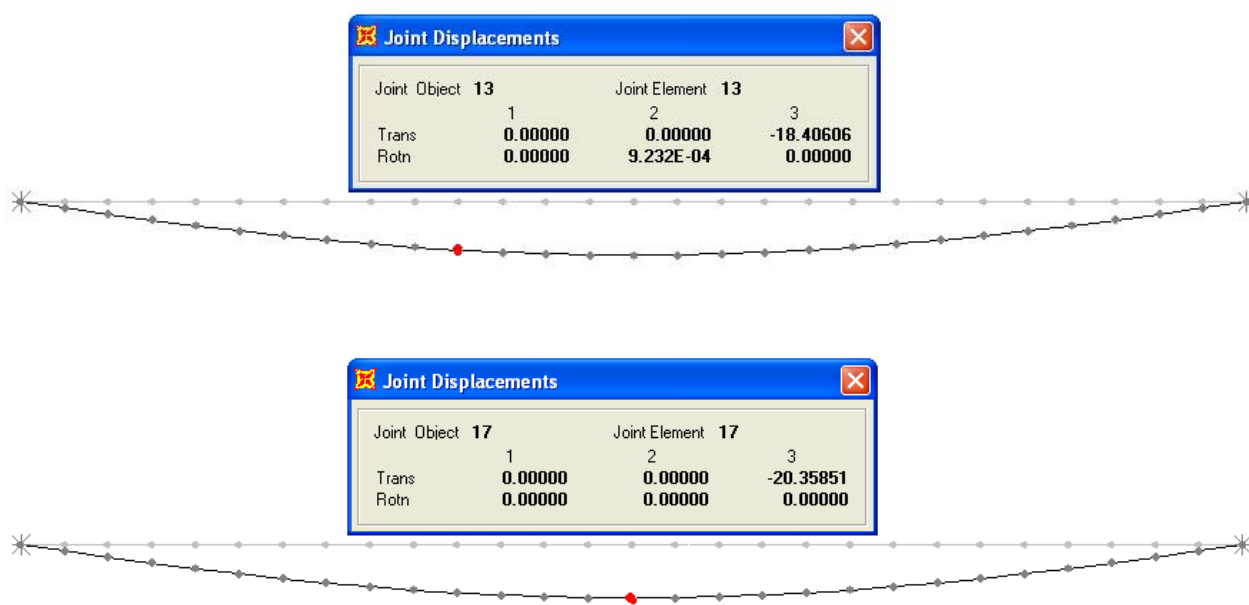 Joint Displacements
Joint Object 13 Joint Element 13
1 2 3
Trans 0.00000 0.00000 -18.40606
Rotn 0.00000 9.232E-04 0.00000
Joint Displacements
Joint Object 17 Joint Element 17
1 2 3
Trans 0.00000 0.00000 -20.35851
Rotn 0.00000 0.00000 0.00000